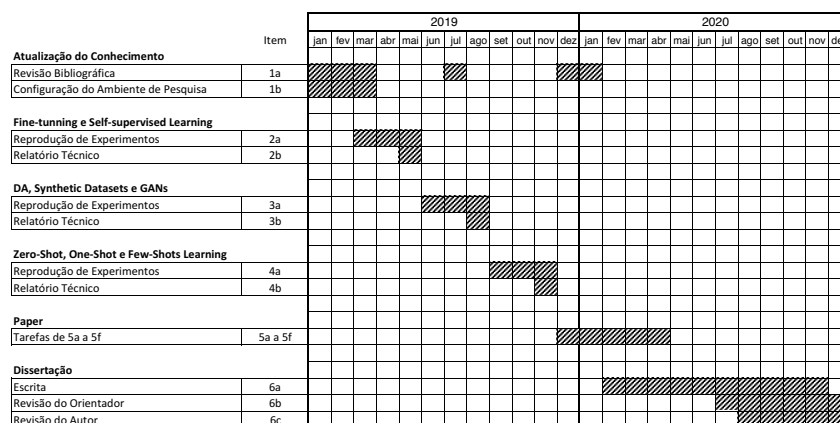 2019 2020
Item jan fev mar abr mai jun jul ago set out nov dez jan fev mar abr mai jun jul ago set out nov
Atualização do Conhecimento
Revisão Bibliográfica 1a
Configuração do Ambiente de Pesquisa 1b
Fine-tunning e Self-supervised Learning
Reprodução de Experimentos 2a
Relatório Técnico 2b
DA, Synthetic Datasets e GANs
Reprodução de Experimentos 3a
Relatório Técnico 3b
Zero-Shot, One-Shot e Few-Shots Learning
Reprodução de Experimentos 4a
Relatório Técnico 4b
Paper
Tarefas de 5a a 5f 5a a 5f
Dissertação
Escrita 6a
Revisão do Orientador 6b
Revisão do Autor 6c